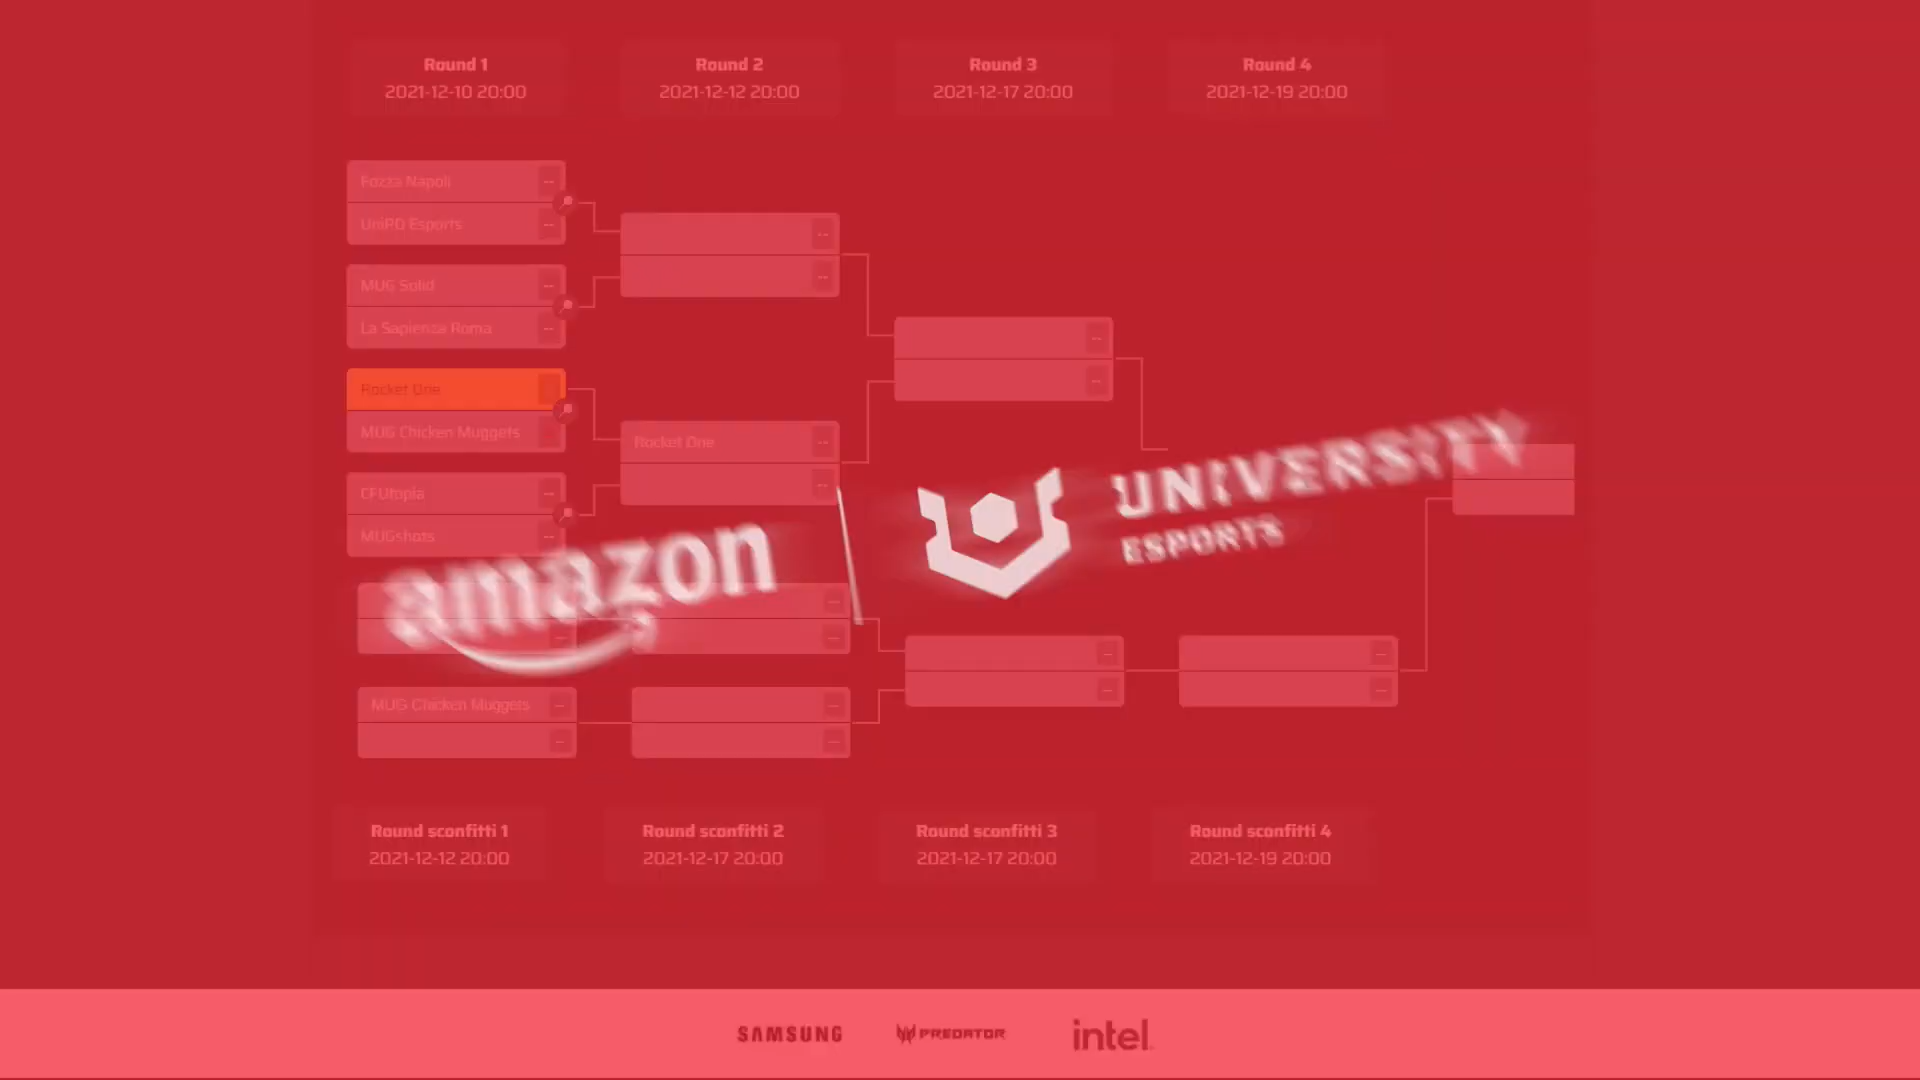 Round 1
2021-12-10 20:00
Round 2
2021-12-12 20:00
Round 3
2021-12-17 20:00
Round 4
2021-12-19 20:00
Fozza Napoli
--
UniPD Esports
--
MUG Solid
--
La Sapienza Roma
--
Rocket One
MUG Chicken Muggets
CFUtopia
--
MUGshots
--
--
--
Rocket One
--
--
--
--
amazon
UNIVERSITY
ESPORTS
--
--
--
--
--
--
--
MUG Chicken Muggets
--
--
--
--
Round sconfitti 1
2021-12-12 20:00
Round sconfitti 2
2021-12-17 20:00
Round sconfitti 3
2021-12-17 20:00
Round sconfitti 4
2021-12-19 20:00
SAMSUNG
PREDATOR
intel